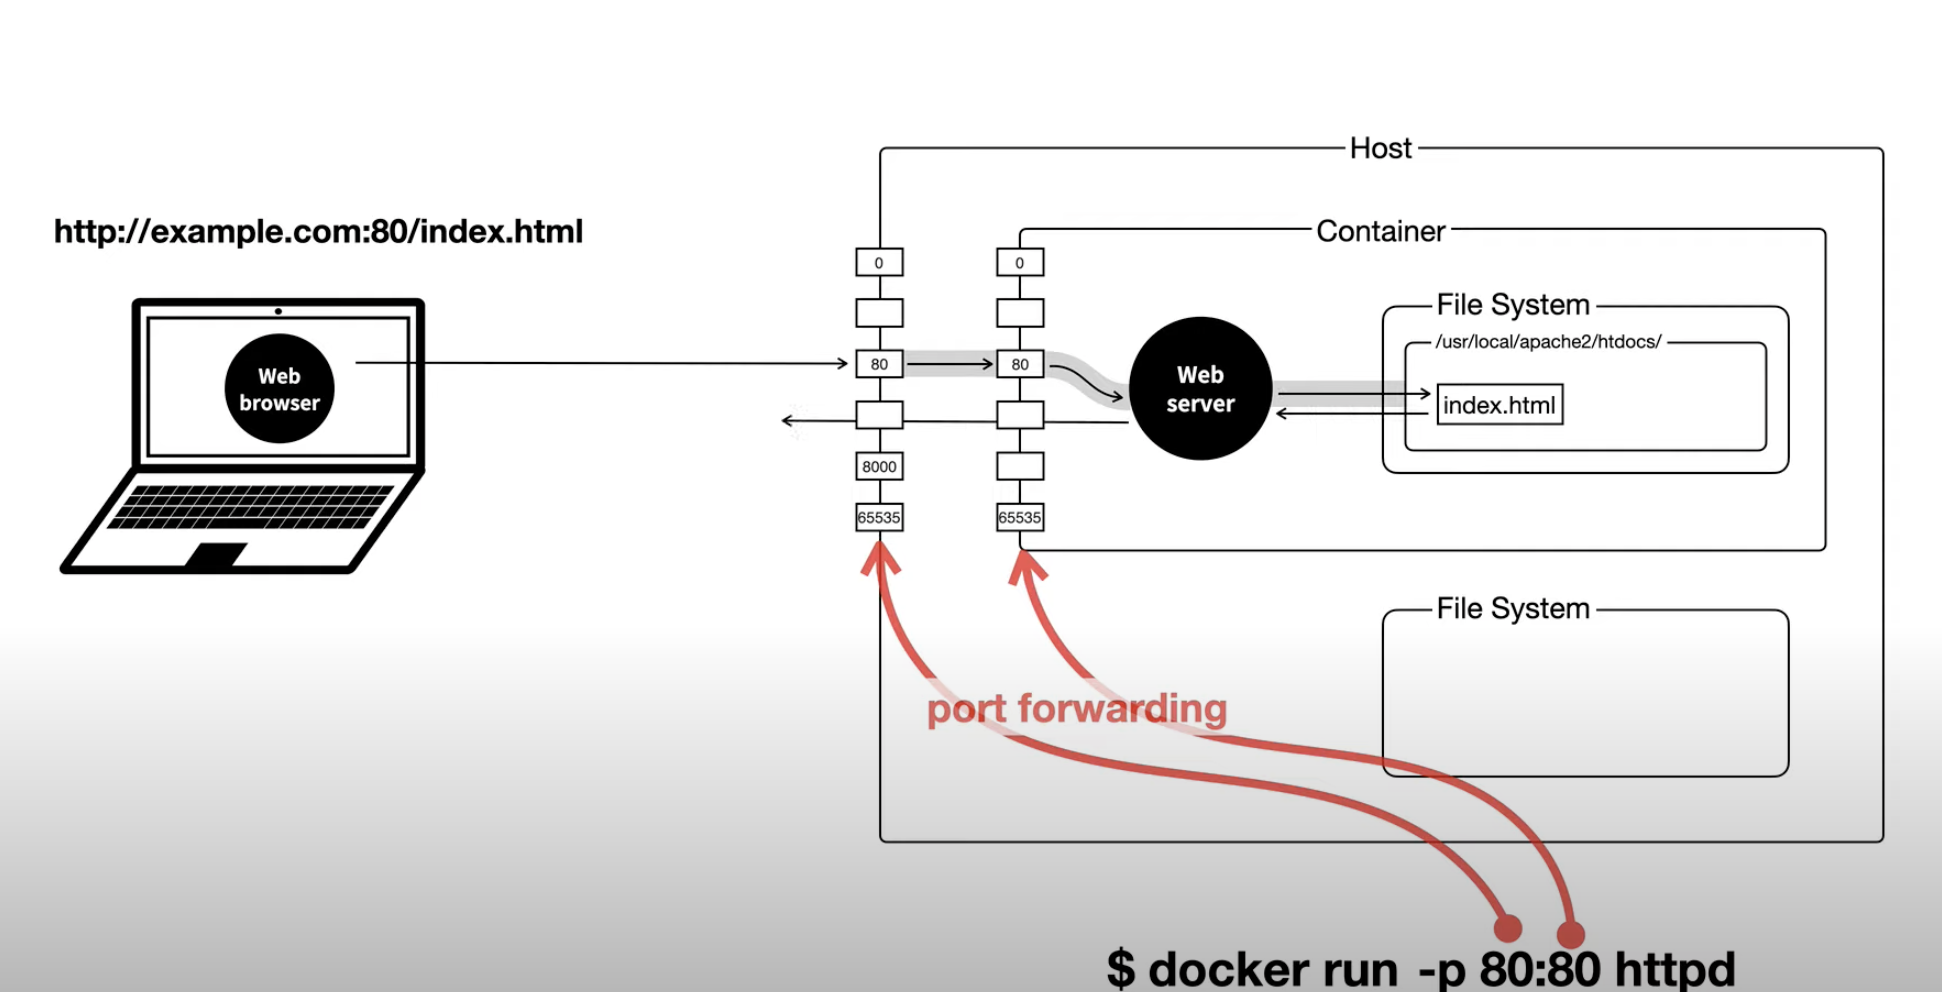 Host
http://example.com:80/index.html
Container
0
0
File System
/usr/local/apache2/htdocs/
80
80
Web
browser
Web
server
index.html
8000
65535
65535
File System
port forwarding
$ docker run -p 80:80 httpd